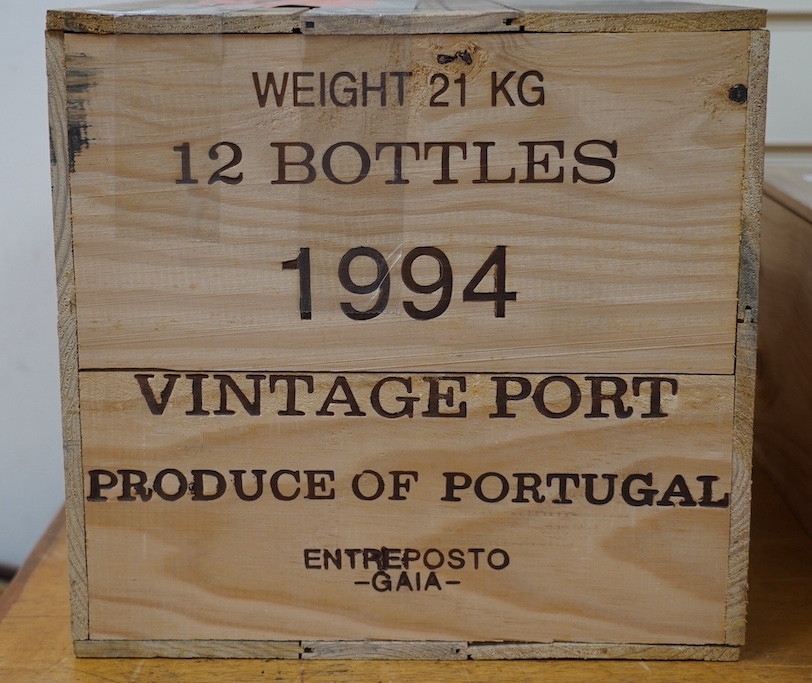 WEIGHT 21 KG
12 BOTTLES
1994
VINTAGE PORT
PRODUCE OF PORTUGAL
ENTREPOSTO
-GAIA-